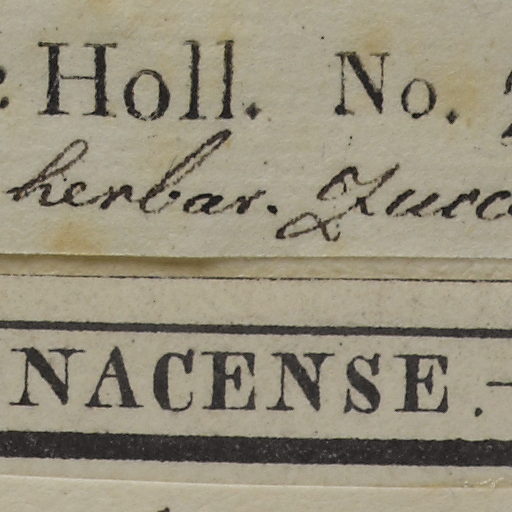 Holl. No.
herbar. Zucc
NACENSE.